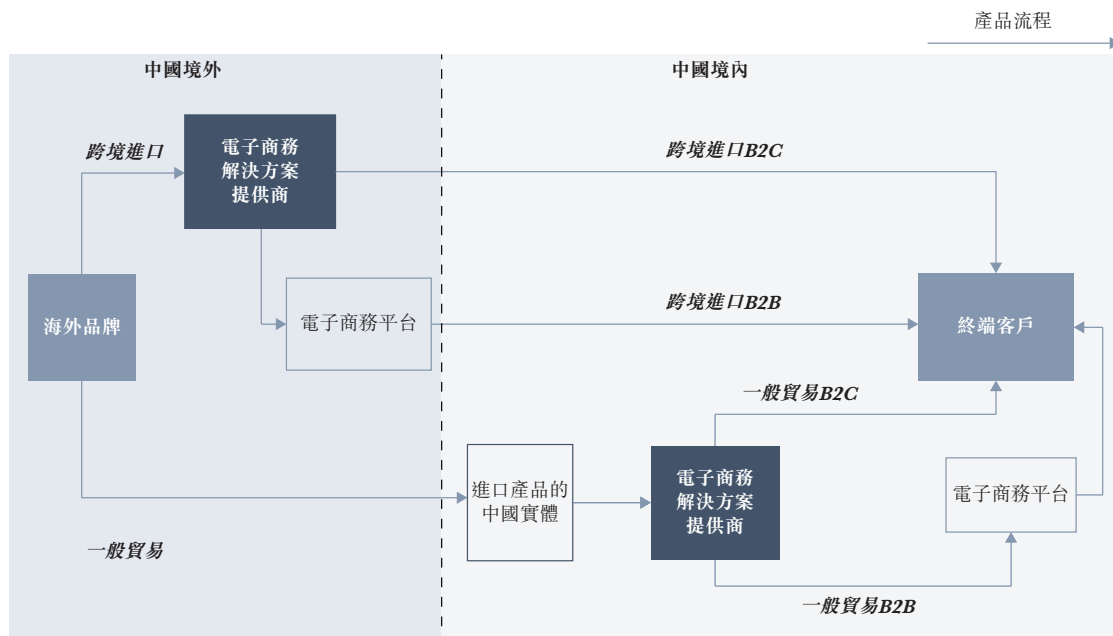 產品流程
中國境外
中國境內
跨境進口
電子商務
解決方案
提供商
跨境進口B2C
海外品牌
電子商務平台
跨境進口B2B
終端客戶
一般貿易B2C
進口產品的
中國實體
電子商務
解決方案
提供商
電子商務平台
一般貿易
一般貿易B2B